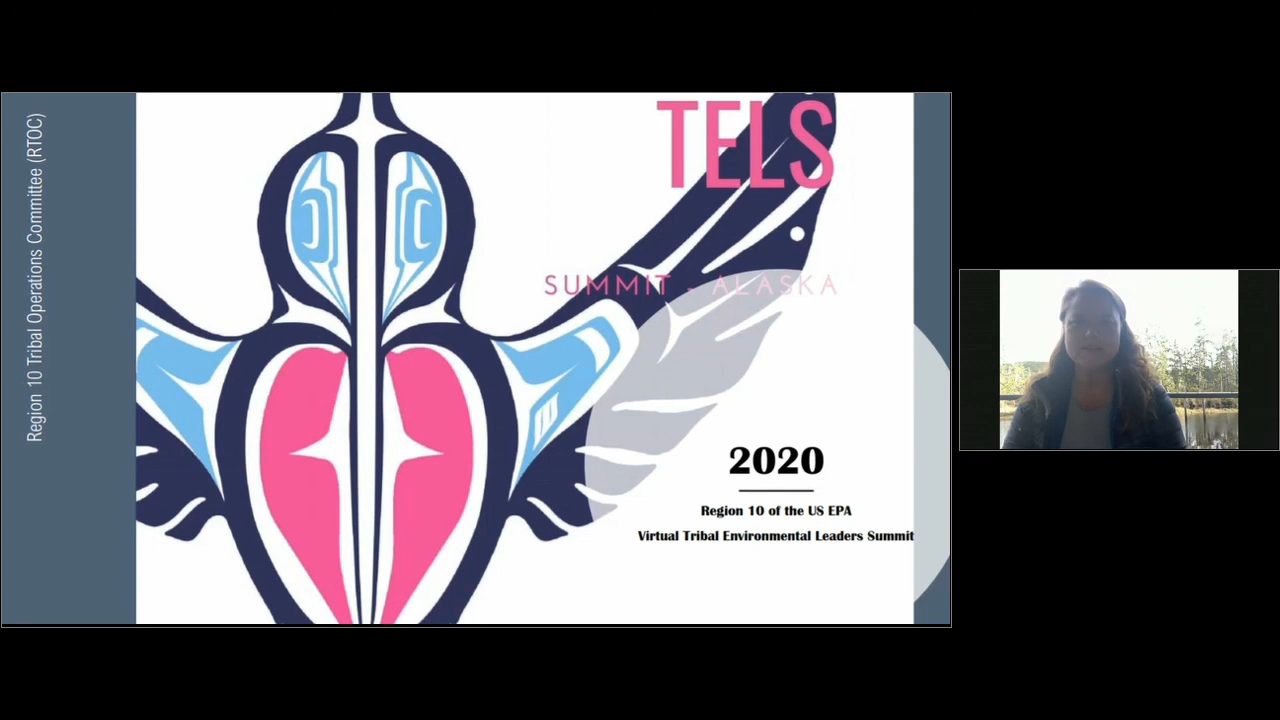 Region 10 Tribal Operations Committee (RTOC)
TELS
SUMMIT - ALASKA
2020
Region 10 of the US EPA
Virtual Tribal Environmental Leaders Summit